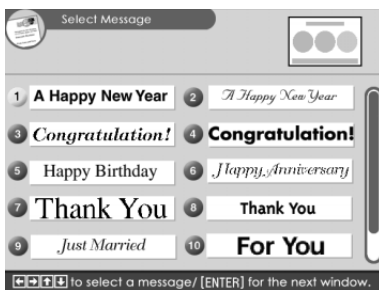 Select Message
1 A Happy New Year
2 A Happy New Year
3 Congratulation!
4 Congratulation!
5 Happy Birthday
6 Happy Anniversary
7 Thank You
8 Thank You
9 Just Married
10 For You
←→↑↓ to select a message/ [ENTER] for the next window.